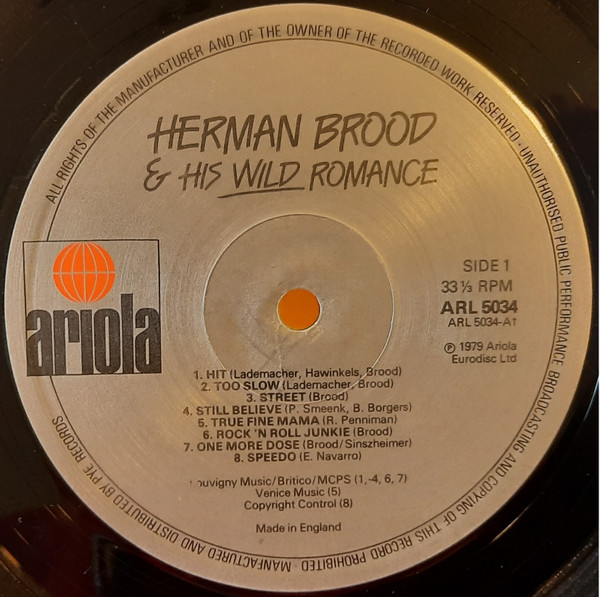 ALL RIGHTS OF THE MANUFACTURER AND OF THE OWNER OF THE RECORDED WORK RESERVED · UNAUTHORISED PUBLIC PERFORMANCE BROADCASTING AND COPYING OF THIS RECORD PROHIBITED · MANFACTURED AND DISTRIBUTED BY PYE RECORDS
HERMAN BROOD
& HIS WILD ROMANCE
ariola
SIDE 1
33⅓ RPM
ARL 5034
ARL 5034-A†
℗ 1979 Ariola
Eurodisc Ltd
1. HIT (Lademacher, Hawinkels, Brood)
2. TOO SLOW (Lademacher, Brood)
3. STREET (Brood)
4. STILL BELIEVE (P. Smeenk, B. Borgers)
5. TRUE FINE MAMA (R. Penniman)
6. ROCK 'N ROLL JUNKIE (Brood)
7. ONE MORE DOSE (Brood/Sinszheimer)
8. SPEEDO (E. Navarro)
ouvigny Music/Britico/MCPS (1,-4, 6, 7)
Venice Music (5)
Copyright Control (8)
Made in England